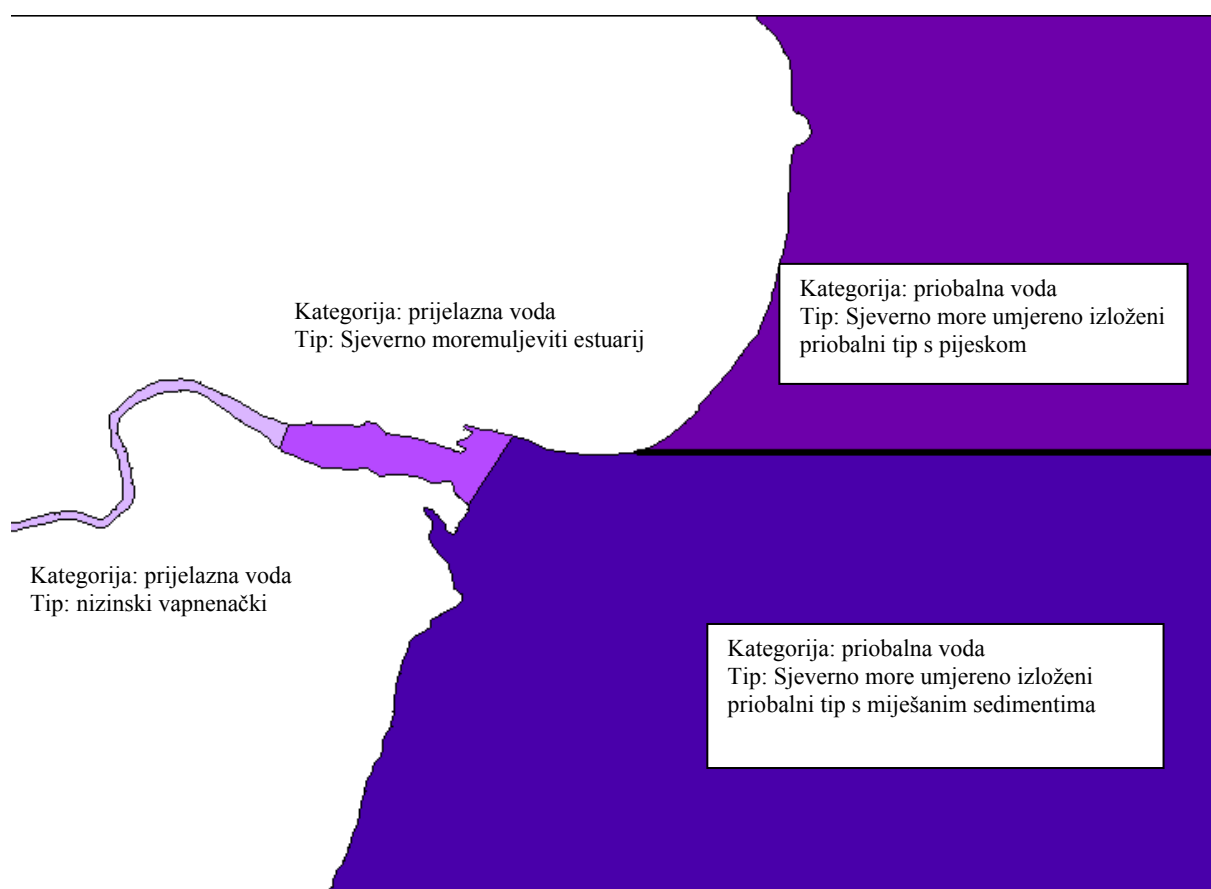 Kategorija: prijelazna voda
Tip: Sjeverno moremuljeviti estuarij
Kategorija: priobalna voda
Tip: Sjeverno more umjereno izloženi
priobalni tip s pijeskom
Kategorija: prijelazna voda
Tip: nizinski vapnenački
Kategorija: priobalna voda
Tip: Sjeverno more umjereno izloženi
priobalni tip s miješanim sedimentima